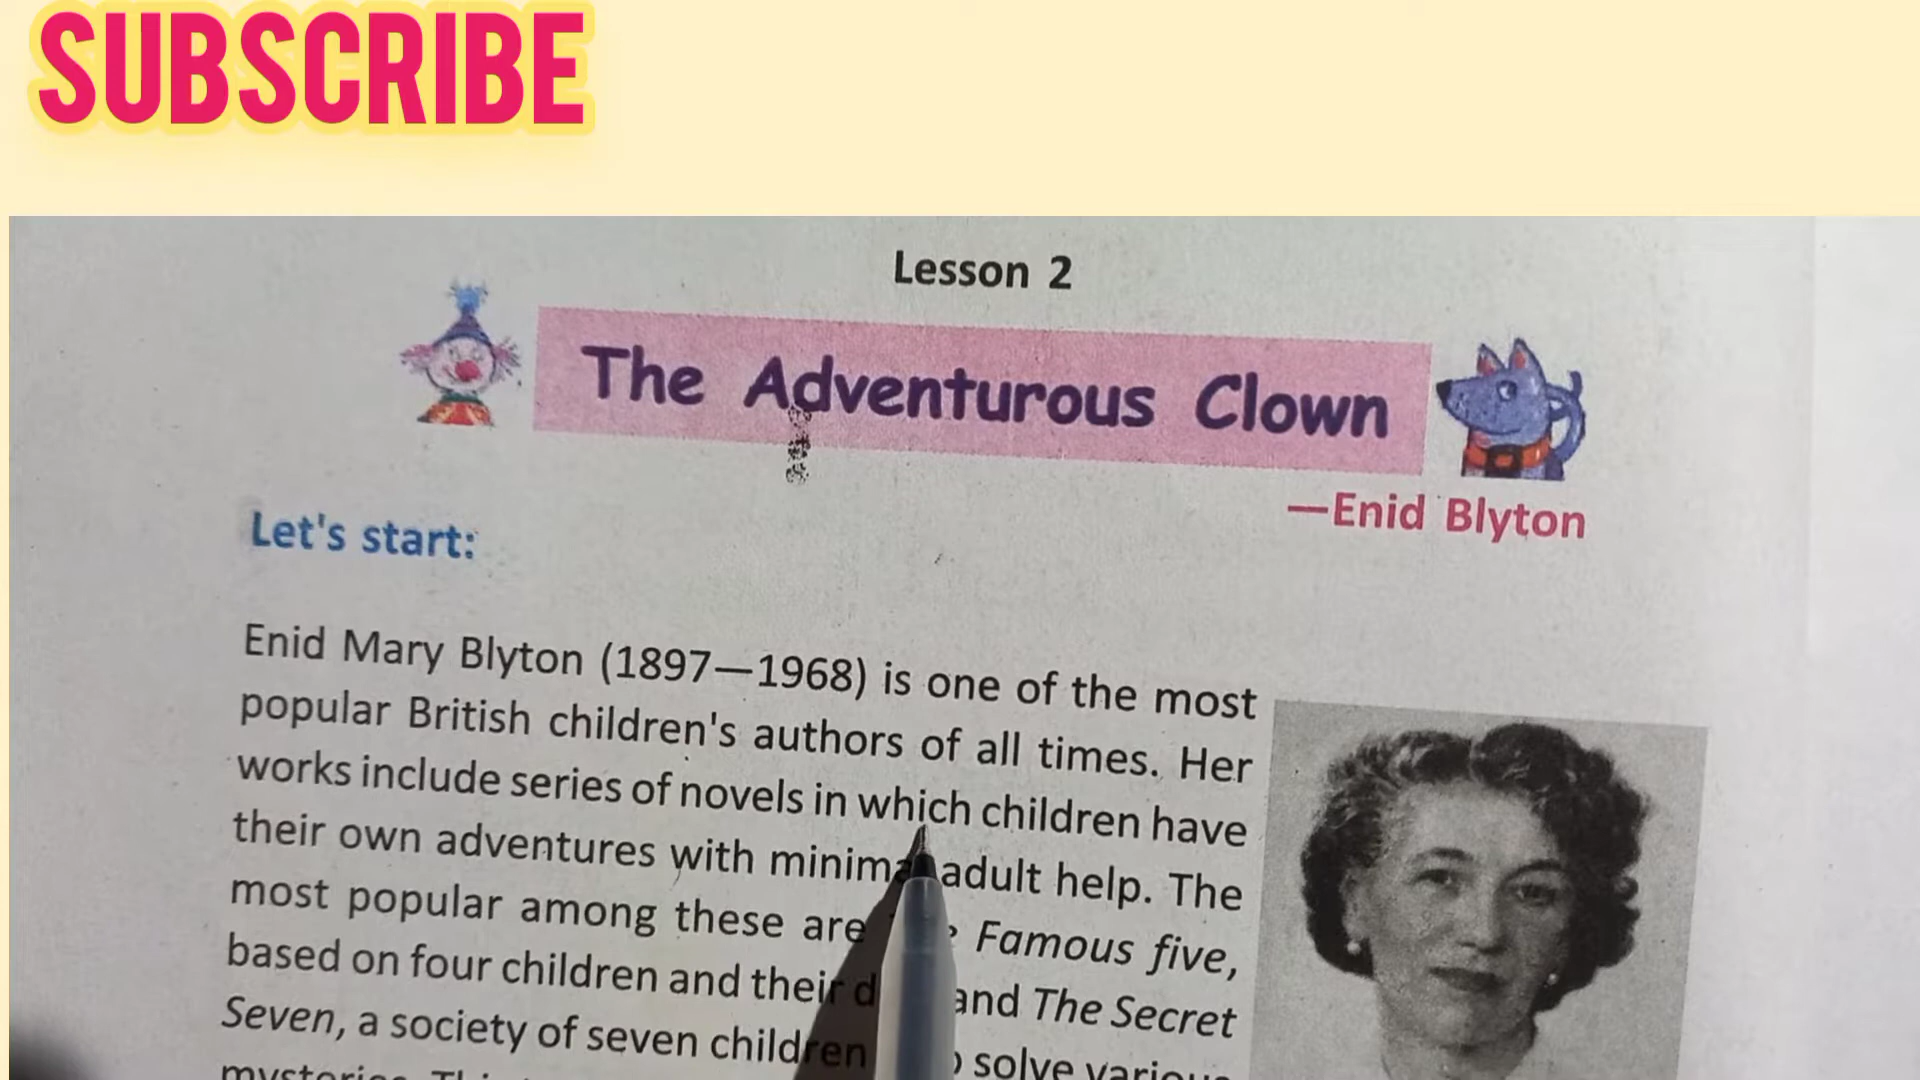 SUBSCRIBE
Lesson 2
The Adventurous Clown
—Enid Blyton
Let's start:
Enid Mary Blyton (1897—1968) is one of the most
popular British children's authors of all times. Her
works include series of novels in which children have
their own adventures with minimal adult help. The
most popular among these are Famous five,
based on four children and their and The Secret
Seven, a society of seven children solve various